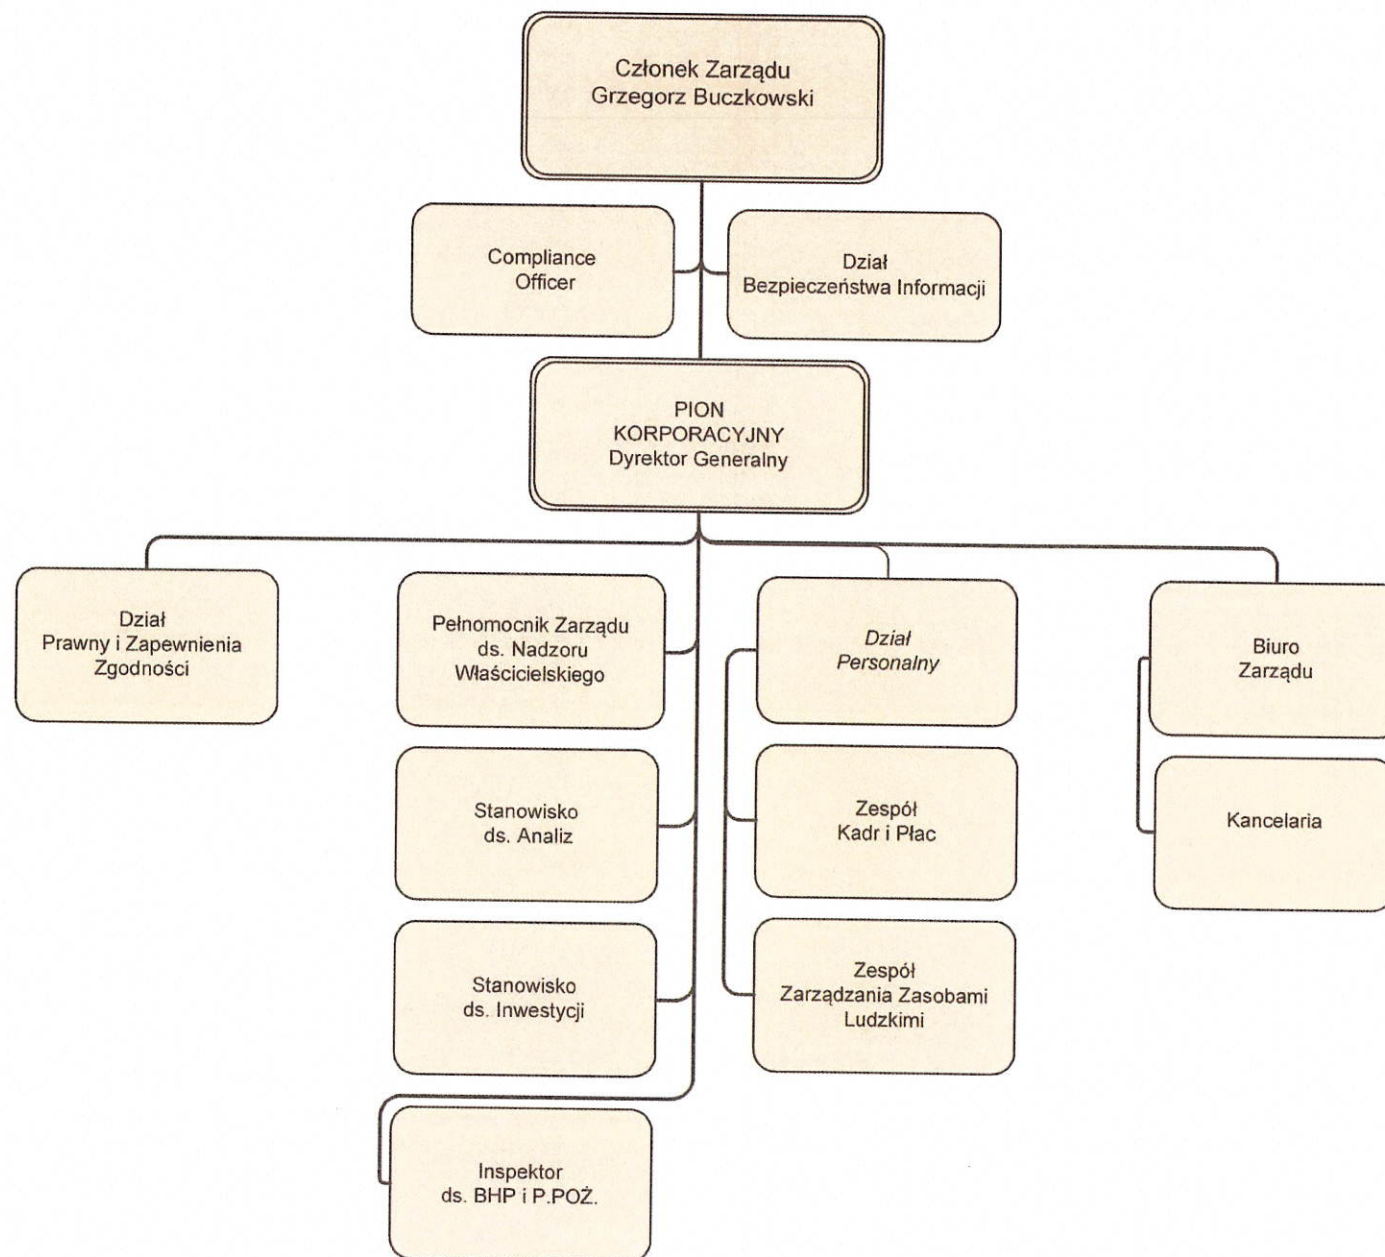 Członek Zarządu
Grzegorz Buczkowski
Compliance
Officer
Dział
Bezpieczeństwa Informacji
PION
KORPORACYJNY
Dyrektor Generalny
Dział
Prawny i Zapewnienia
Zgodności
Pełnomocnik Zarządu
ds. Nadzoru
Właścicielskiego
Dział
Personalny
Biuro
Zarządu
Stanowisko
ds. Analiz
Zespół
Kadr i Płac
Kancelaria
Stanowisko
ds. Inwestycji
Zespół
Zarządzania Zasobami
Ludzkimi
Inspektor
ds. BHP i P.POŻ.